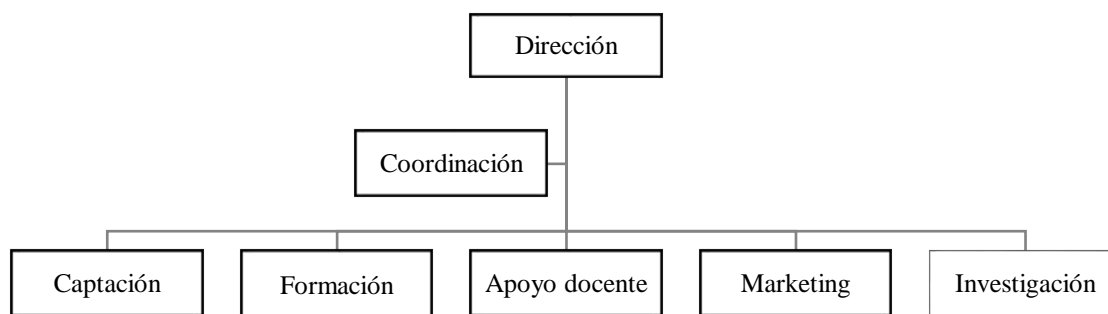 Dirección
Coordinación
Captación
Formación
Apoyo docente
Marketing
Investigación